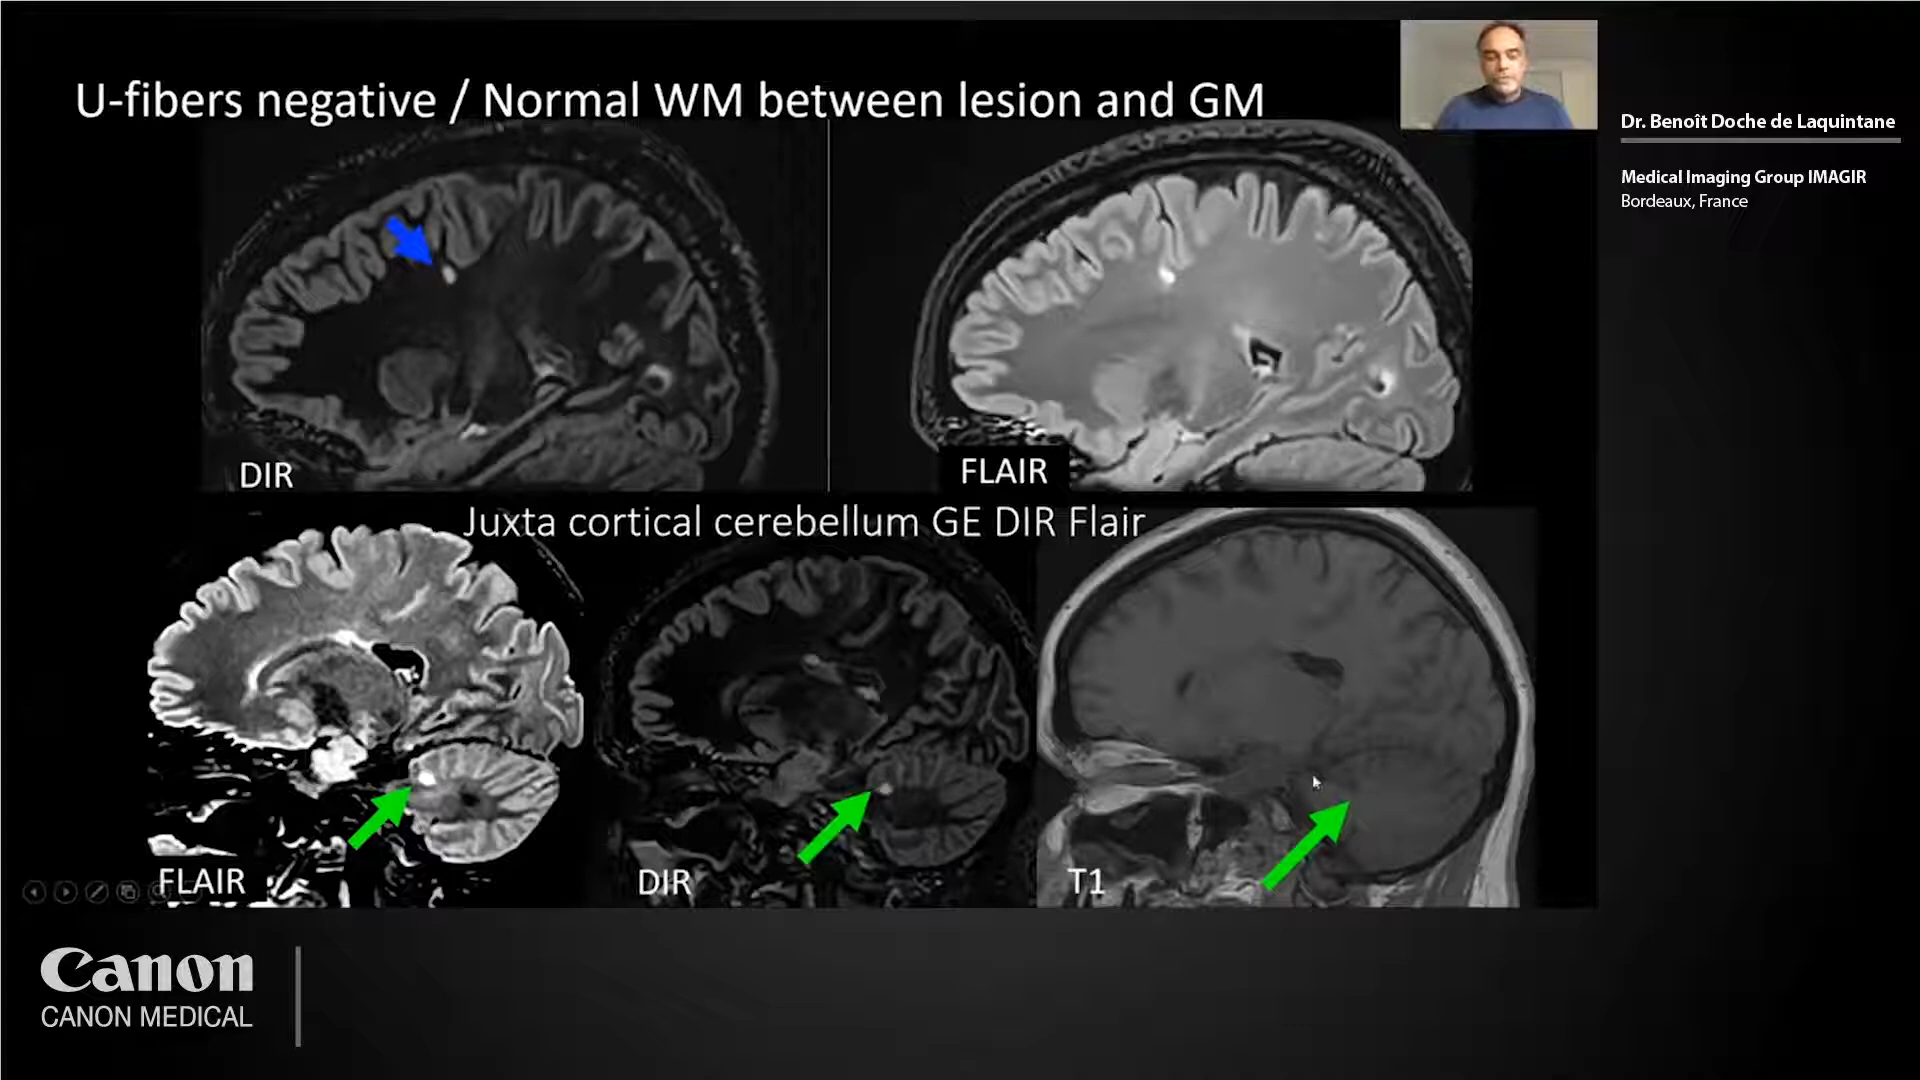 U-fibers negative / Normal WM between lesion and GM
Dr. Benoît Doche de Laquintane
Medical Imaging Group IMAGIR
Bordeaux, France
DIR
FLAIR
Juxta cortical cerebellum GE DIR Flair
FLAIR
DIR
T1
Canon
CANON MEDICAL